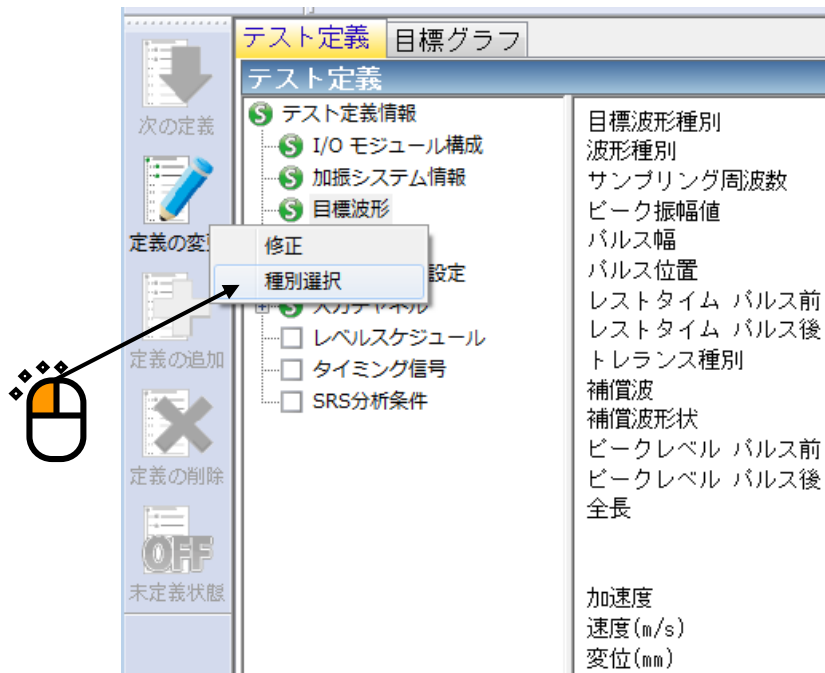 テスト定義 目標グラフ
テスト定義
次の定義
定義の変
定義の追加
定義の削除
OFF
未定義状態
テスト定義情報
I/O モジュール構成
加振システム情報
目標波形
修正
種別選択
設定
入力チャネル
レベルスケジュール
タイミング信号
SRS分析条件
目標波形種別
波形種別
サンプリング周波数
ピーク振幅値
パルス幅
パルス位置
レストタイム パルス前
レストタイム パルス後
トレランス種別
補償波
補償波形状
ピークレベル パルス前
ピークレベル パルス後
全長
加速度
速度(m/s)
変位(mm)